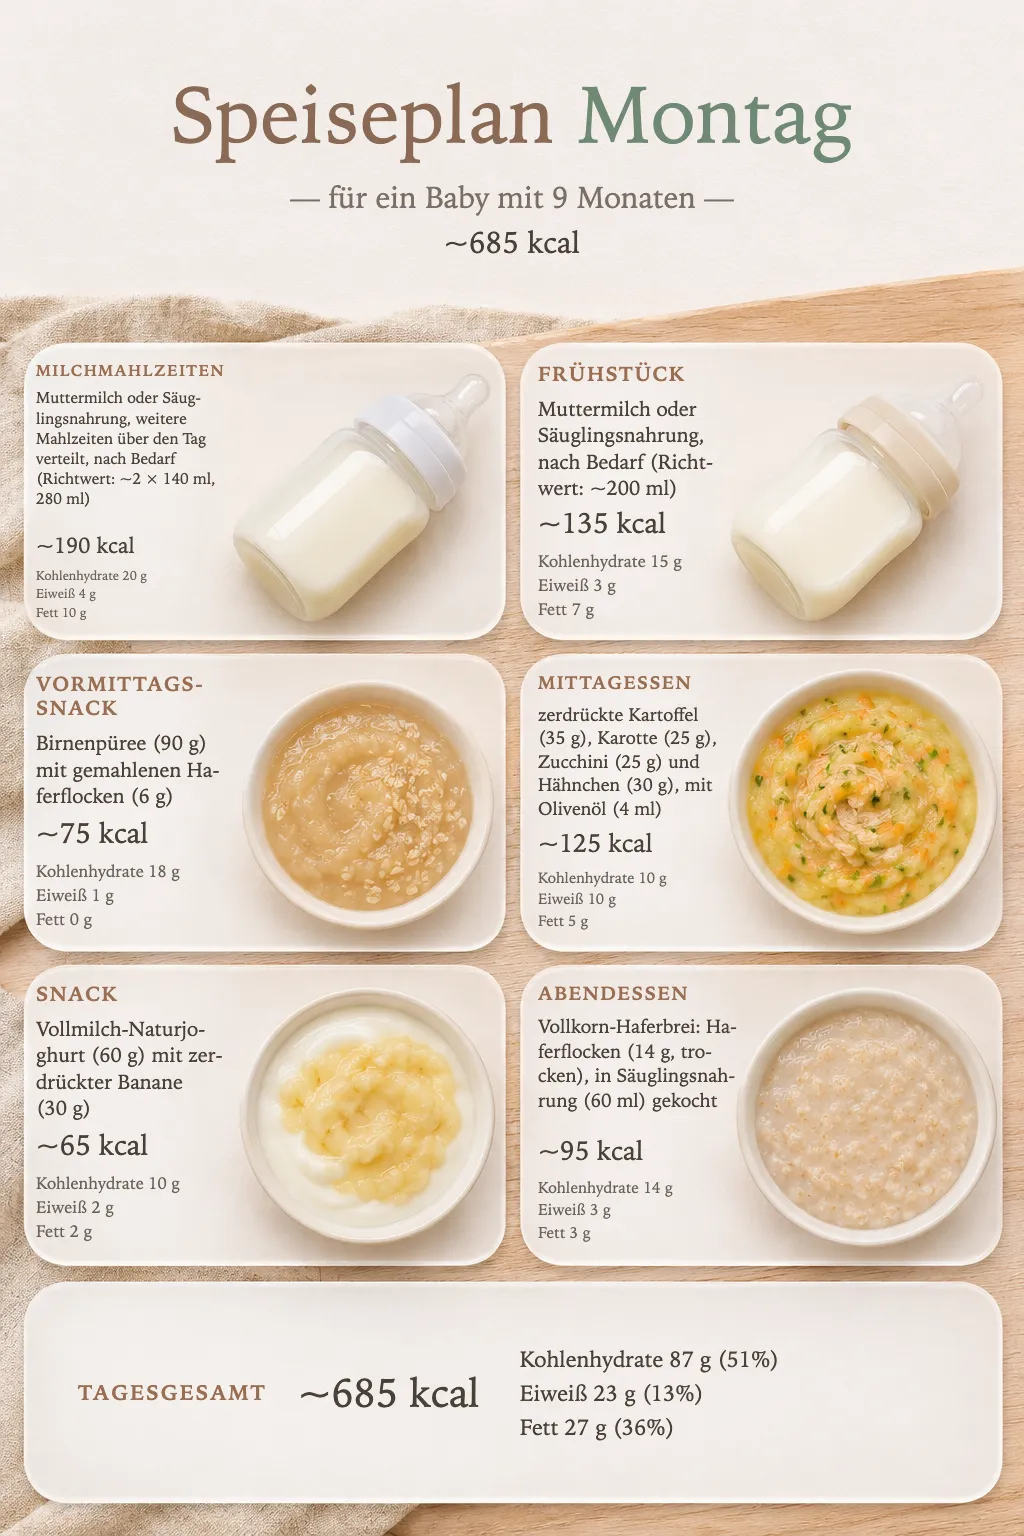 Speiseplan Montag
— für ein Baby mit 9 Monaten —
~685 kcal
MILCHMAHLZEITEN
Muttermilch oder Säug-
lingsnahrung, weitere
Mahlzeiten über den Tag
verteilt, nach Bedarf
(Richtwert: ~2 × 140 ml,
280 ml)
~190 kcal
Kohlenhydrate 20 g
Eiweiß 4 g
Fett 10 g
FRÜHSTÜCK
Muttermilch oder
Säuglingsnahrung,
nach Bedarf (Richt-
wert: ~200 ml)
~135 kcal
Kohlenhydrate 15 g
Eiweiß 3 g
Fett 7 g
VORMITTAGS-
SNACK
Birnenpüree (90 g)
mit gemahlenen Ha-
ferflocken (6 g)
~75 kcal
Kohlenhydrate 18 g
Eiweiß 1 g
Fett 0 g
MITTAGESSEN
zerdrückte Kartoffel
(35 g), Karotte (25 g),
Zucchini (25 g) und
Hähnchen (30 g), mit
Olivenöl (4 ml)
~125 kcal
Kohlenhydrate 10 g
Eiweiß 10 g
Fett 5 g
SNACK
Vollmilch-Naturjo-
ghurt (60 g) mit zer-
drückter Banane
(30 g)
~65 kcal
Kohlenhydrate 10 g
Eiweiß 2 g
Fett 2 g
ABENDESSEN
Vollkorn-Haferbrei: Ha-
ferflocken (14 g, tro-
cken), in Säuglingsnah-
rung (60 ml) gekocht
~95 kcal
Kohlenhydrate 14 g
Eiweiß 3 g
Fett 3 g
TAGESGESAMT
~685 kcal
Kohlenhydrate 87 g (51%)
Eiweiß 23 g (13%)
Fett 27 g (36%)